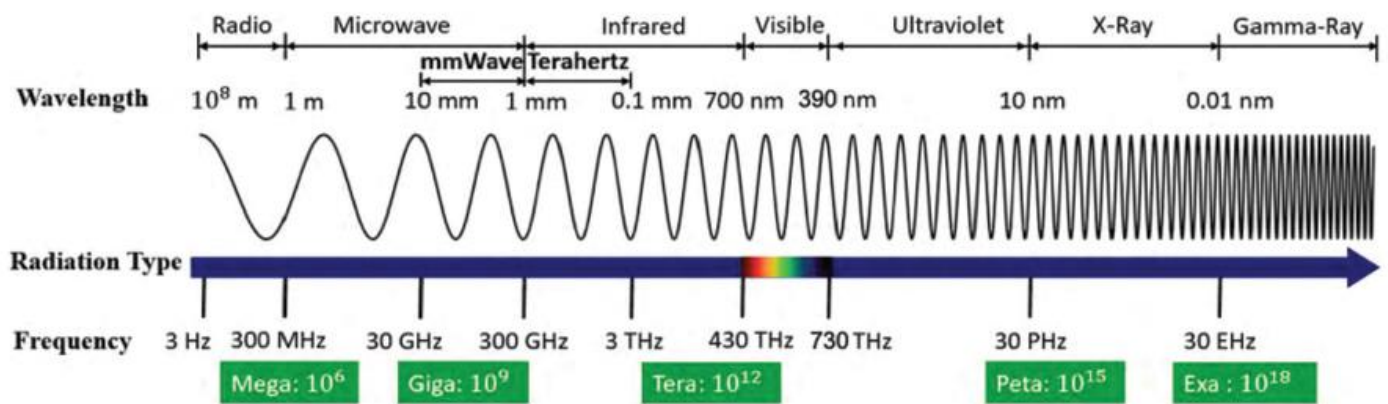 Radio Microwave Infrared Visible Ultraviolet X-Ray Gamma-Ray
mmWave Terahertz
Wavelength 10⁸ m 1 m 10 mm 1 mm 0.1 mm 700 nm 390 nm 10 nm 0.01 nm
Radiation Type
Frequency 3 Hz 300 MHz 30 GHz 300 GHz 3 THz 430 THz 730 THz 30 PHz 30 EHz
Mega: 10⁶ Giga: 10⁹ Tera: 10¹² Peta: 10¹⁵ Exa : 10¹⁸